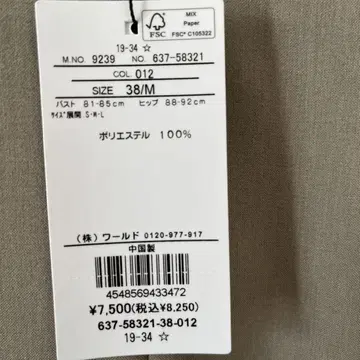 FSC
MIX
Paper
FSC® C105322
19-34 ☆
M.NO. 9239 NO. 637-58321
COL. 012
SIZE 38/M
バスト 81-85cm ヒップ 88-92cm
サイズ展開:S・M・L
ポリエステル 100%
(株) ワールド 0120-977-917
中国製
4548569433472
¥7,500(税込¥8,250)
637-58321-38-012
19-34 ☆